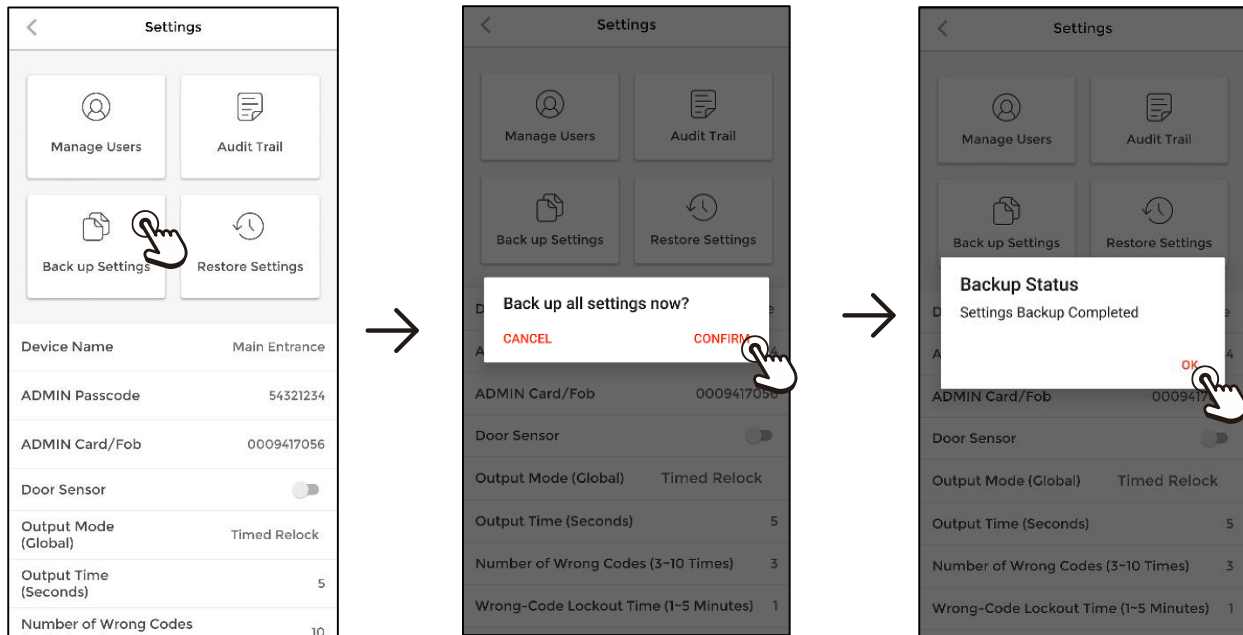 Settings
Manage Users
Audit Trail
Back up Settings
Restore Settings
Device Name
Main Entrance
ADMIN Passcode
54321234
ADMIN Card/Fob
0009417056
Door Sensor
Output Mode
(Global)
Timed Relock
Output Time
(Seconds)
5
Number of Wrong Codes
10
Settings
Manage Users
Audit Trail
Back up Settings
Restore Settings
Back up all settings now?
CANCEL
CONFIRM
ADMIN Card/Fob
0009417056
Door Sensor
Output Mode (Global)
Timed Relock
Output Time (Seconds)
5
Number of Wrong Codes (3~10 Times)
3
Wrong-Code Lockout Time (1~5 Minutes)
1
Settings
Manage Users
Audit Trail
Back up Settings
Restore Settings
Backup Status
Settings Backup Completed
OK
ADMIN Card/Fob
Door Sensor
Output Mode (Global)
Timed Relock
Output Time (Seconds)
5
Number of Wrong Codes (3~10 Times)
3
Wrong-Code Lockout Time (1~5 Minutes)
1